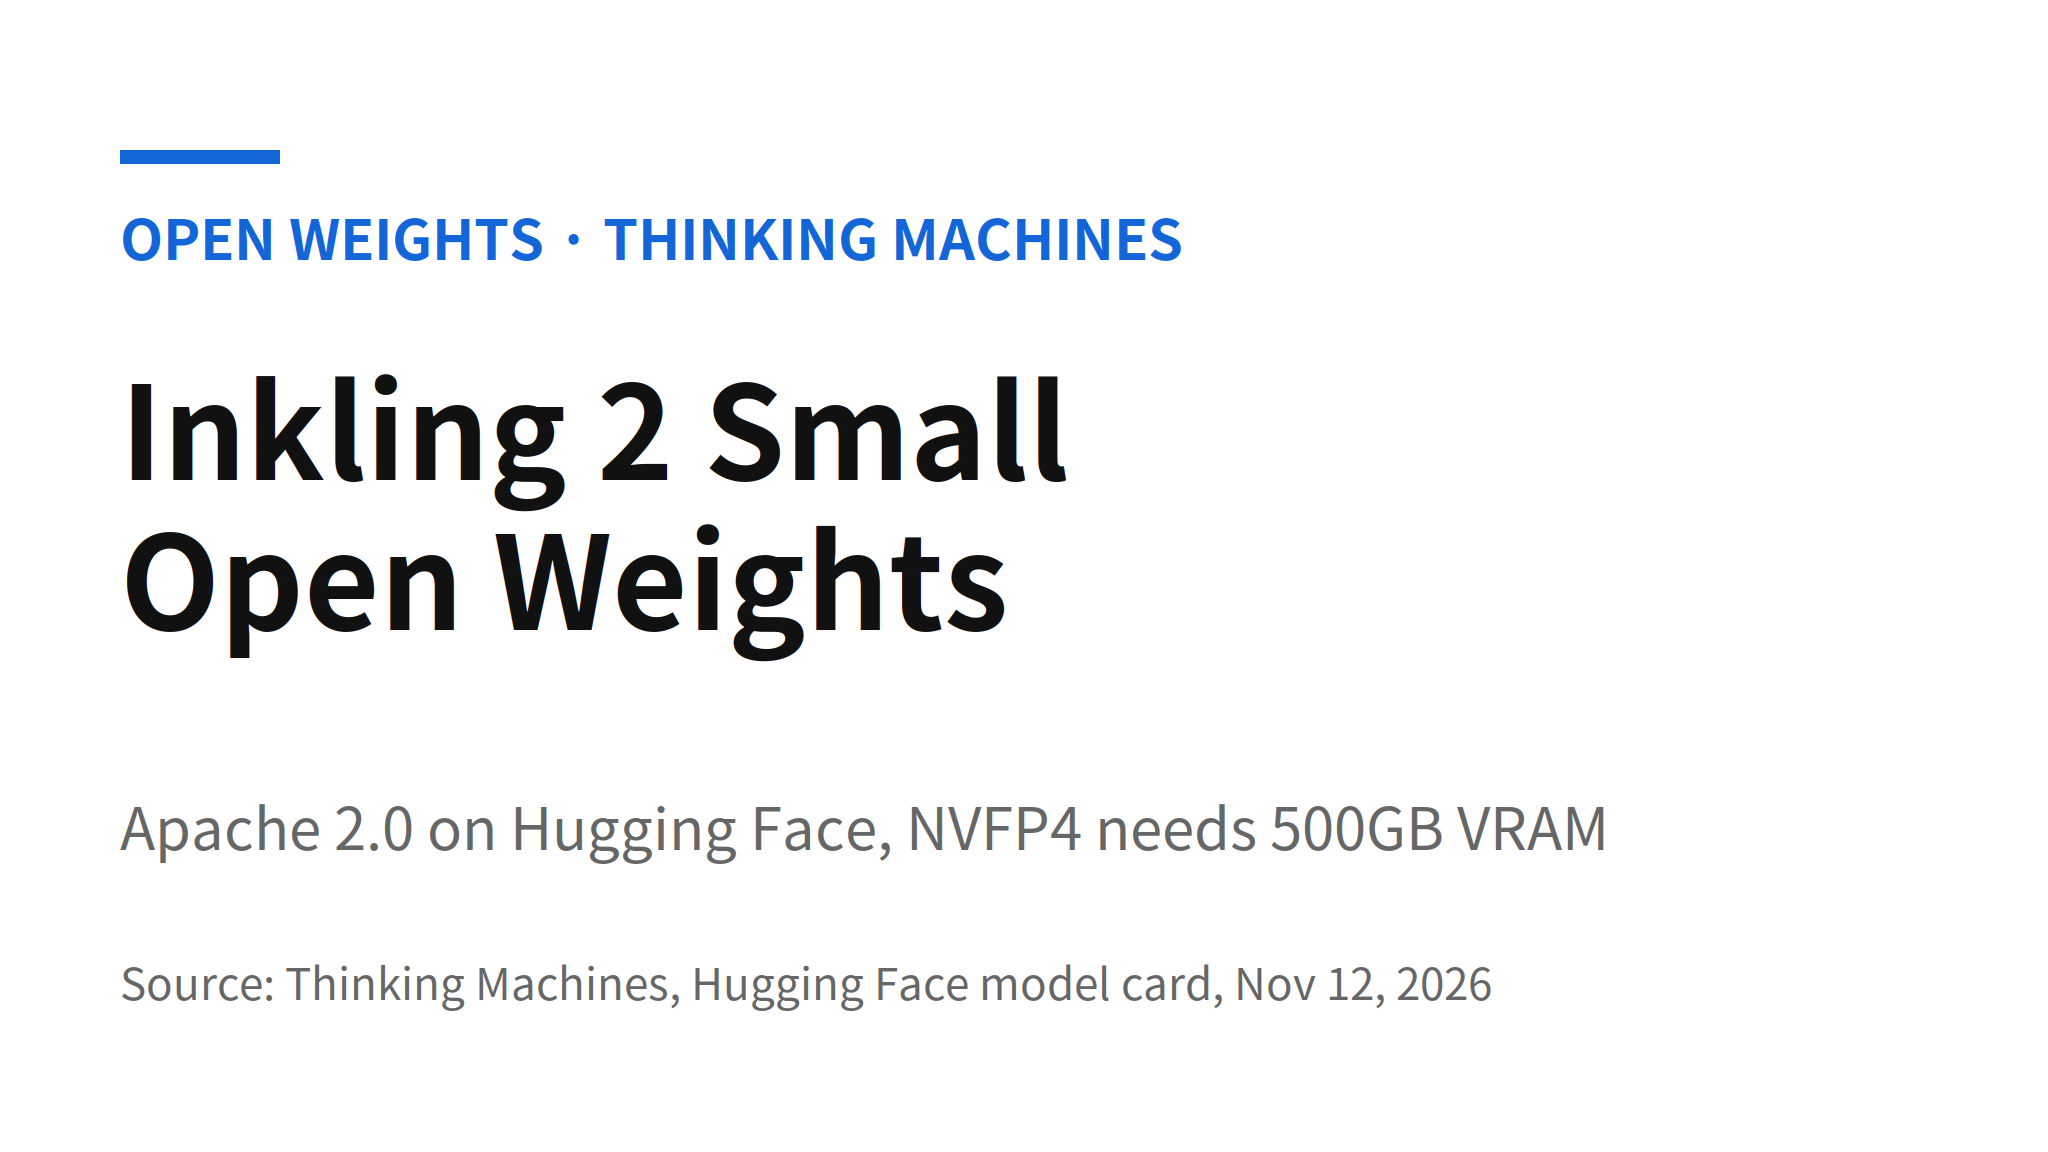 OPEN WEIGHTS · THINKING MACHINES
Inkling 2 Small
Open Weights
Apache 2.0 on Hugging Face, NVFP4 needs 500GB VRAM
Source: Thinking Machines, Hugging Face model card, Nov 12, 2026